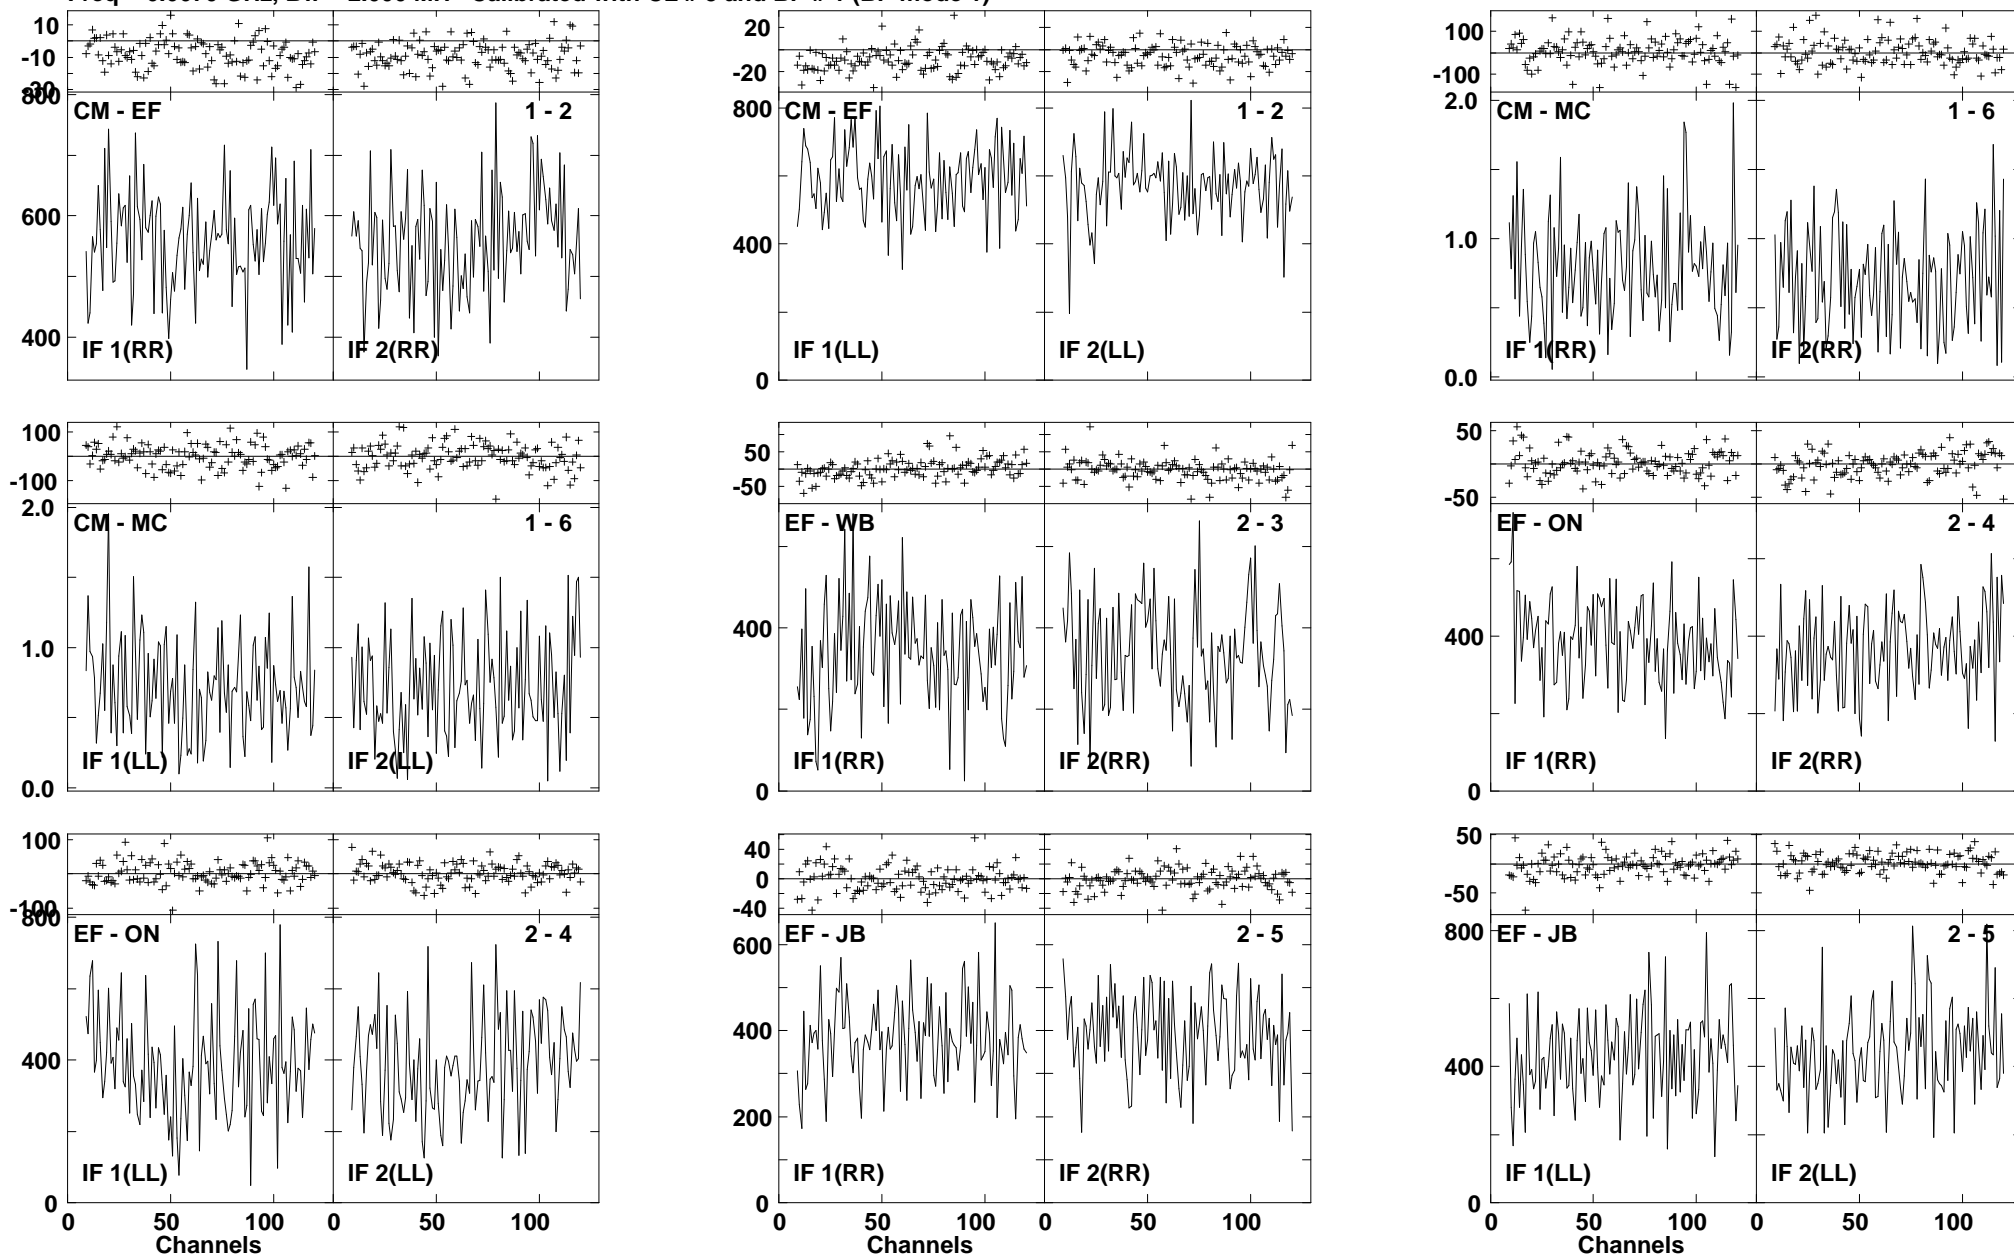 10
-10
-30
20
-20
100
-100
800
600
400
CM - EF
1 - 2
IF 1(RR)
IF 2(RR)
800
400
0
CM - EF
1 - 2
IF 1(LL)
IF 2(LL)
2.0
1.0
0.0
CM - MC
1 - 6
IF 1(RR)
IF 2(RR)
100
-100
50
-50
50
-50
2.0
1.0
0.0
CM - MC
1 - 6
IF 1(LL)
IF 2(LL)
400
0
EF - WB
2 - 3
IF 1(RR)
IF 2(RR)
400
0
EF - ON
2 - 4
IF 1(RR)
IF 2(RR)
100
-100
40
0
-40
50
-50
800
400
0
EF - ON
2 - 4
IF 1(LL)
IF 2(LL)
600
400
200
0
EF - JB
2 - 5
IF 1(RR)
IF 2(RR)
800
400
0
EF - JB
2 - 5
IF 1(LL)
IF 2(LL)
0 50 100 0 50 100
Channels
0 50 100 0 50 100
Channels
0 50 100 0 50 100
Channels